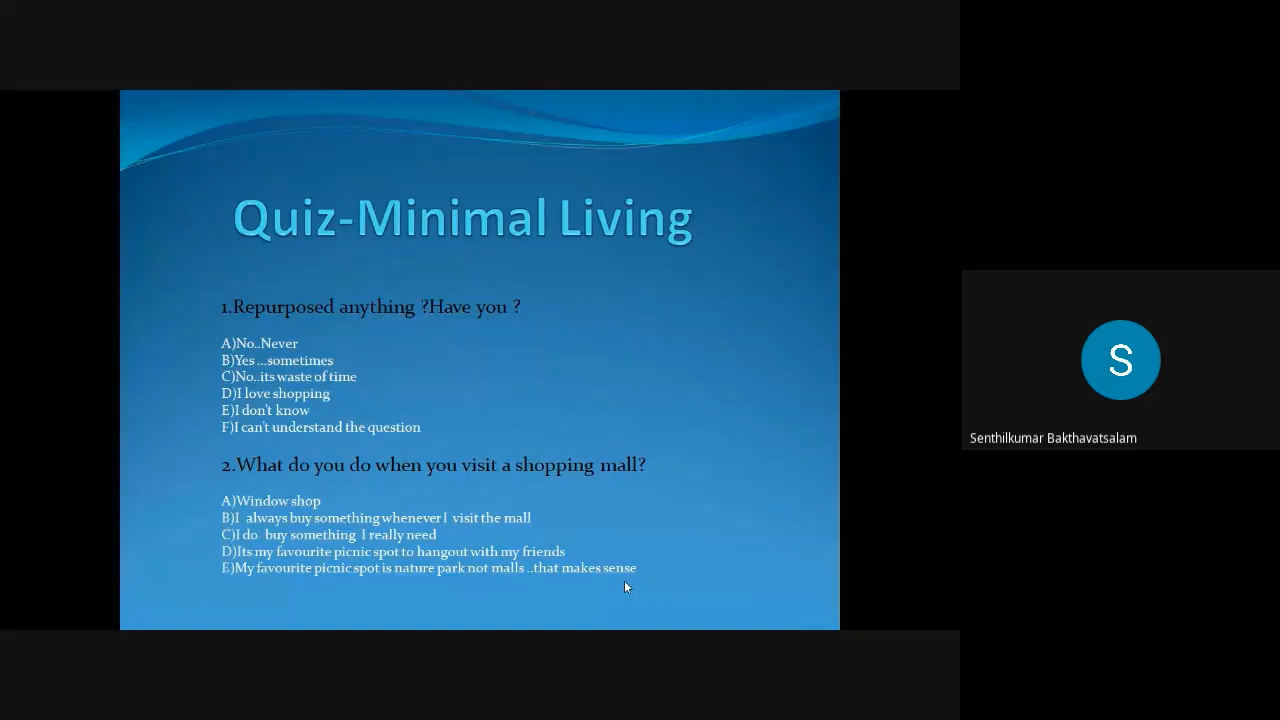 Quiz-Minimal Living
1.Repurposed anything ?Have you ?
A)No..Never
B)Yes ...sometimes
C)No..its waste of time
D)I love shopping
E)I don't know
F)I can't understand the question
2.What do you do when you visit a shopping mall?
A)Window shop
B)I always buy something whenever I visit the mall
C)I do buy something I really need
D)Its my favourite picnic spot to hangout with my friends
E)My favourite picnic spot is nature park not malls ..that makes sense
S
Senthilkumar Bakthavatsalam